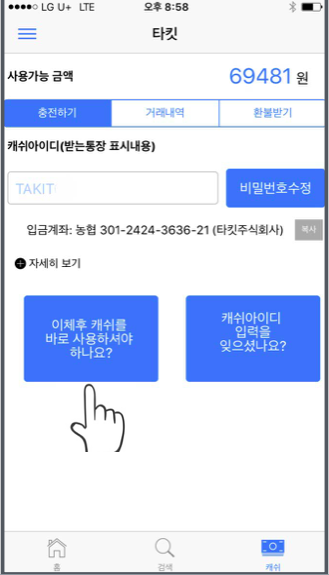 LG U+ LTE 오후 8:58
타킷
사용가능 금액 69481 원
충전하기 거래내역 환불받기
캐쉬아이디(받는통장 표시내용)
TAKIT 비밀번호수정
입금계좌: 농협 301-2424-3636-21 (타킷주식회사) 복사
자세히 보기
이체후 캐쉬를
바로 사용하셔야
하나요?
캐쉬아이디
입력을
잊으셨나요?
홈 검색 캐쉬